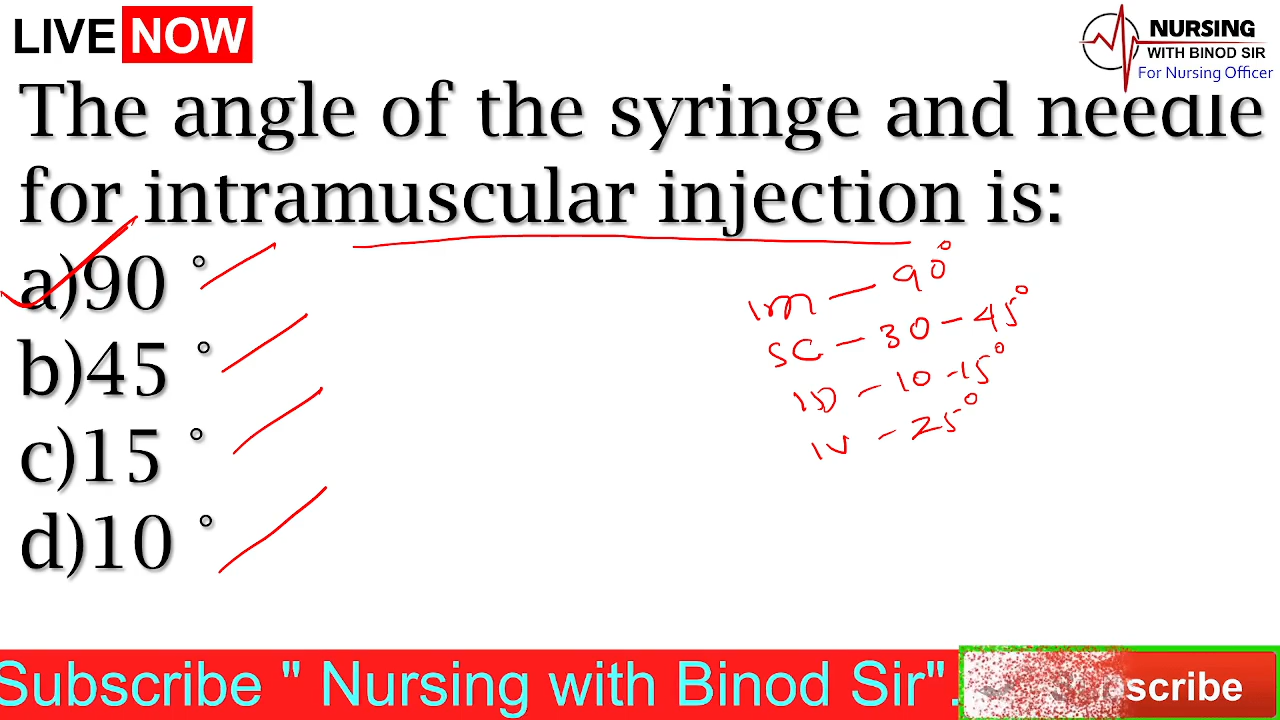 LIVE NOW
NURSING
WITH BINOD SIR
For Nursing Officer
The angle of the syringe and needle
for intramuscular injection is:
a)90 °
b)45 °
c)15 °
d)10 °
IM — 90°
SC — 30 – 45°
ID — 10 -15°
IV – 25°
Subscribe " Nursing with Binod Sir".
scribe